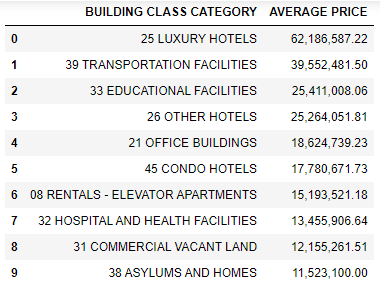 BUILDING CLASS CATEGORY AVERAGE PRICE
0 25 LUXURY HOTELS 62,186,587.22
1 39 TRANSPORTATION FACILITIES 39,552,481.50
2 33 EDUCATIONAL FACILITIES 25,411,008.06
3 26 OTHER HOTELS 25,264,051.81
4 21 OFFICE BUILDINGS 18,624,739.23
5 45 CONDO HOTELS 17,780,671.73
6 08 RENTALS - ELEVATOR APARTMENTS 15,193,521.18
7 32 HOSPITAL AND HEALTH FACILITIES 13,455,906.64
8 31 COMMERCIAL VACANT LAND 12,155,261.51
9 38 ASYLUMS AND HOMES 11,523,100.00